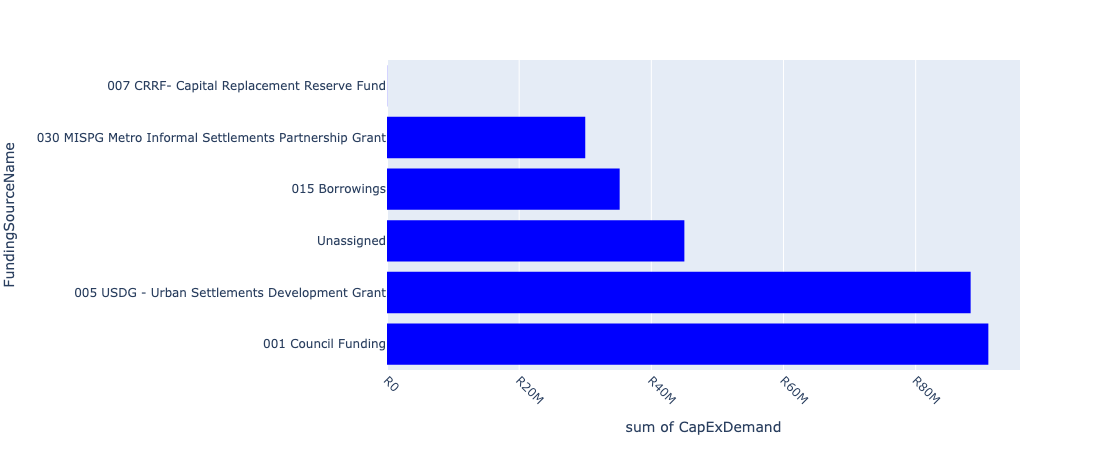 007 CRRF- Capital Replacement Reserve Fund
030 MISPG Metro Informal Settlements Partnership Grant
015 Borrowings
Unassigned
005 USDG - Urban Settlements Development Grant
001 Council Funding
FundingSourceName
R0
R20M
R40M
R60M
R80M
sum of CapExDemand